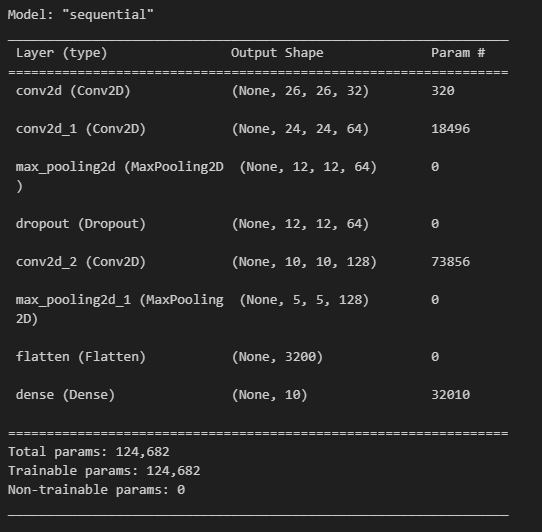 Model: "sequential"
_________________________________________________________________
Layer (type) Output Shape Param #
=================================================================
conv2d (Conv2D) (None, 26, 26, 32) 320
conv2d_1 (Conv2D) (None, 24, 24, 64) 18496
max_pooling2d (MaxPooling2D (None, 12, 12, 64) 0
)
dropout (Dropout) (None, 12, 12, 64) 0
conv2d_2 (Conv2D) (None, 10, 10, 128) 73856
max_pooling2d_1 (MaxPooling (None, 5, 5, 128) 0
2D)
flatten (Flatten) (None, 3200) 0
dense (Dense) (None, 10) 32010
=================================================================
Total params: 124,682
Trainable params: 124,682
Non-trainable params: 0
_________________________________________________________________